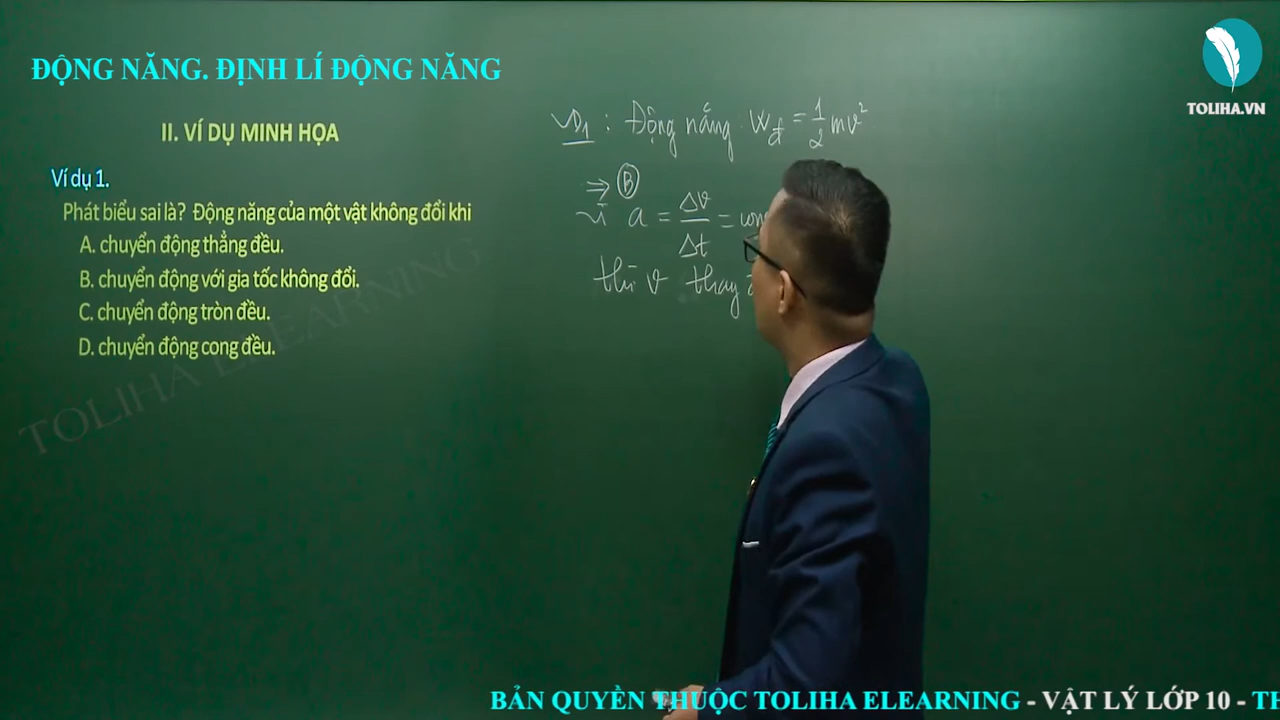 ĐỘNG NĂNG. ĐỊNH LÍ ĐỘNG NĂNG
TOLIHA.VN
II. VÍ DỤ MINH HỌA
Ví dụ 1.
Phát biểu sai là? Động năng của một vật không đổi khi
A. chuyển động thẳng đều.
B. chuyển động với gia tốc không đổi.
C. chuyển động tròn đều.
D. chuyển động cong đều.
TOLIHA ELEARNING
VD1 : Động năng Wđ = 1/2 mv²
⇒ B
Vì a = Δv/Δt =
thì v thay
BẢN QUYỀN THUỘC TOLIHA ELEARNING - VẬT LÝ LỚP 10 -